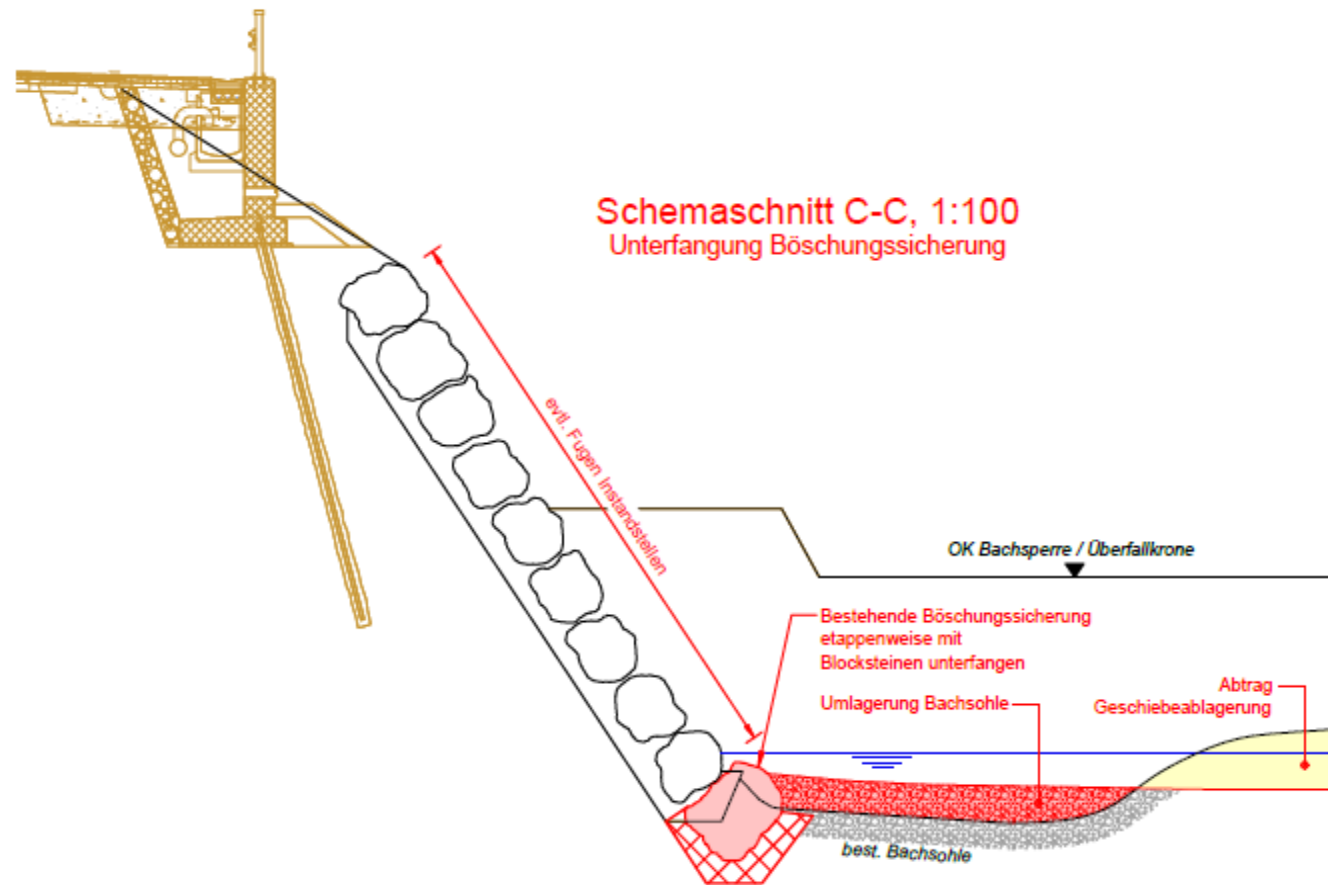 Schemaschnitt C-C, 1:100
Unterfangung Böschungssicherung
evtl. Fugen Instandstellen
OK Bachsperre / Überfallkrone
Bestehende Böschungssicherung
etappenweise mit
Blocksteinen unterfangen
Umlagerung Bachsohle
Abtrag
Geschiebeablagerung
best. Bachsohle